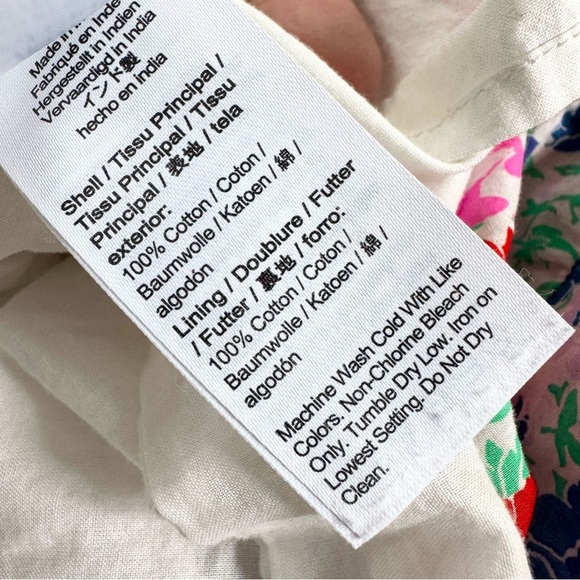 Made in India
Fabriqué en Inde
Hergestellt in Indien
Vervaardigd in India
インド製
hecho en India
Shell / Tissu Principal /
Tissu Principal / Tissu
Principal / 表地 / tela
exterior:
100% Cotton / Coton /
Baumwolle / Katoen / 綿 /
algodón
Lining / Doublure / Futter
/ Futter / 裏地 / forro:
100% Cotton / Coton /
Baumwolle / Katoen / 綿 /
algodón
Machine Wash Cold With Like
Colors. Non-Chlorine Bleach
Only. Tumble Dry Low. Iron on
Lowest Setting. Do Not Dry
Clean.